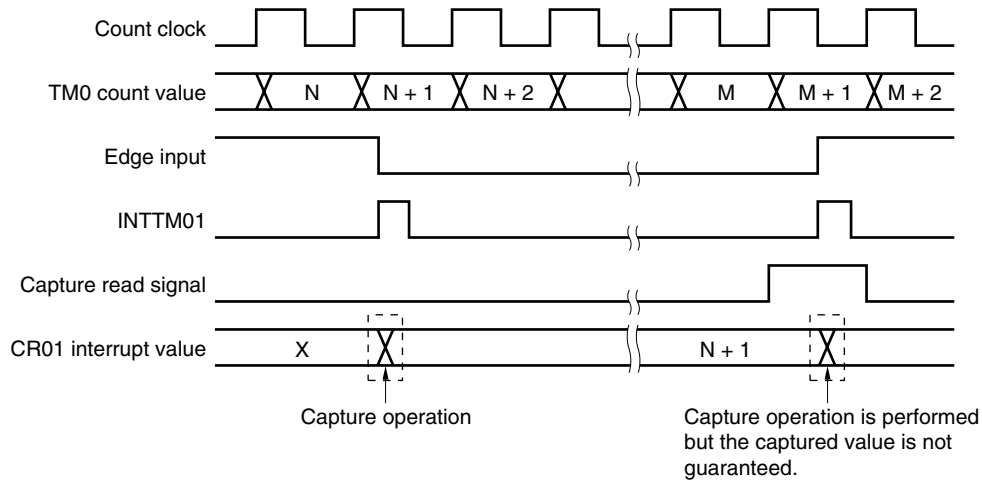 Count clock
TM0 count value
N
N + 1
N + 2
M
M + 1
M + 2
Edge input
INTTM01
Capture read signal
CR01 interrupt value
X
N + 1
Capture operation
Capture operation is performed
but the captured value is not
guaranteed.